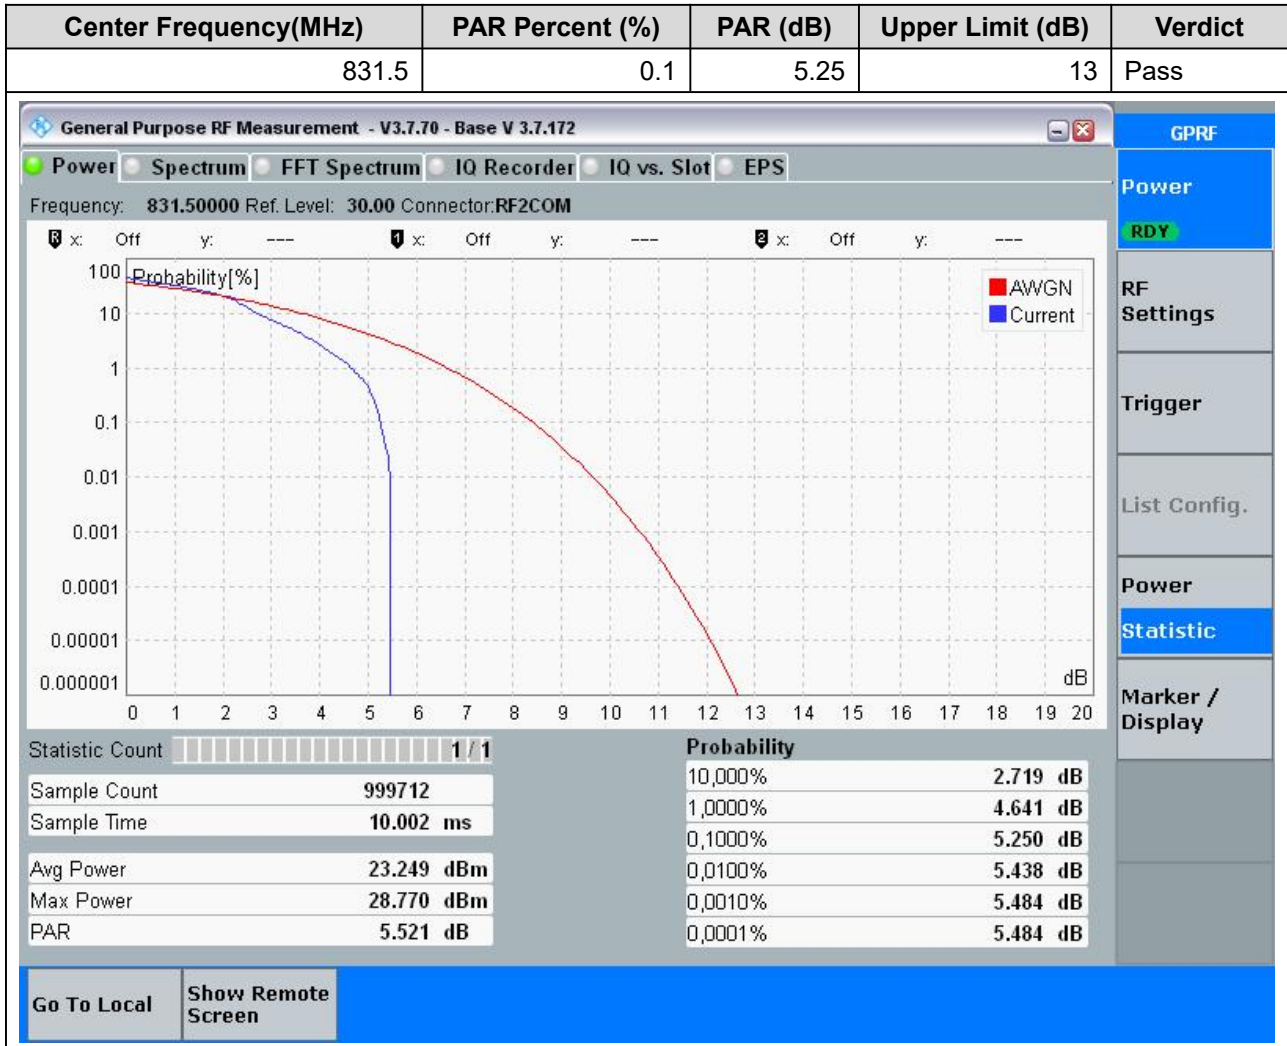 Center Frequency(MHz) PAR Percent (%) PAR (dB) Upper Limit (dB) Verdict
831.5 0.1 5.25 13 Pass
General Purpose RF Measurement - V3.7.70 - Base V 3.7.172
GPRF
Power Spectrum FFT Spectrum IQ Recorder IQ vs. Slot EPS
Frequency: 831.50000 Ref. Level: 30.00 Connector:RF2COM
R x: Off y: --- 1 x: Off y: --- 2 x: Off y: ---
Probability[%]
AWGN
Current
100
10
1
0.1
0.01
0.001
0.0001
0.00001
0.000001
dB
0 1 2 3 4 5 6 7 8 9 10 11 12 13 14 15 16 17 18 19 20
Statistic Count 1 / 1
Sample Count 999712
Sample Time 10.002 ms
Avg Power 23.249 dBm
Max Power 28.770 dBm
PAR 5.521 dB
Probability
10,000% 2.719 dB
1,0000% 4.641 dB
0,1000% 5.250 dB
0,0100% 5.438 dB
0,0010% 5.484 dB
0,0001% 5.484 dB
Power
RDY
RF
Settings
Trigger
List Config.
Power
Statistic
Marker /
Display
Go To Local
Show Remote
Screen